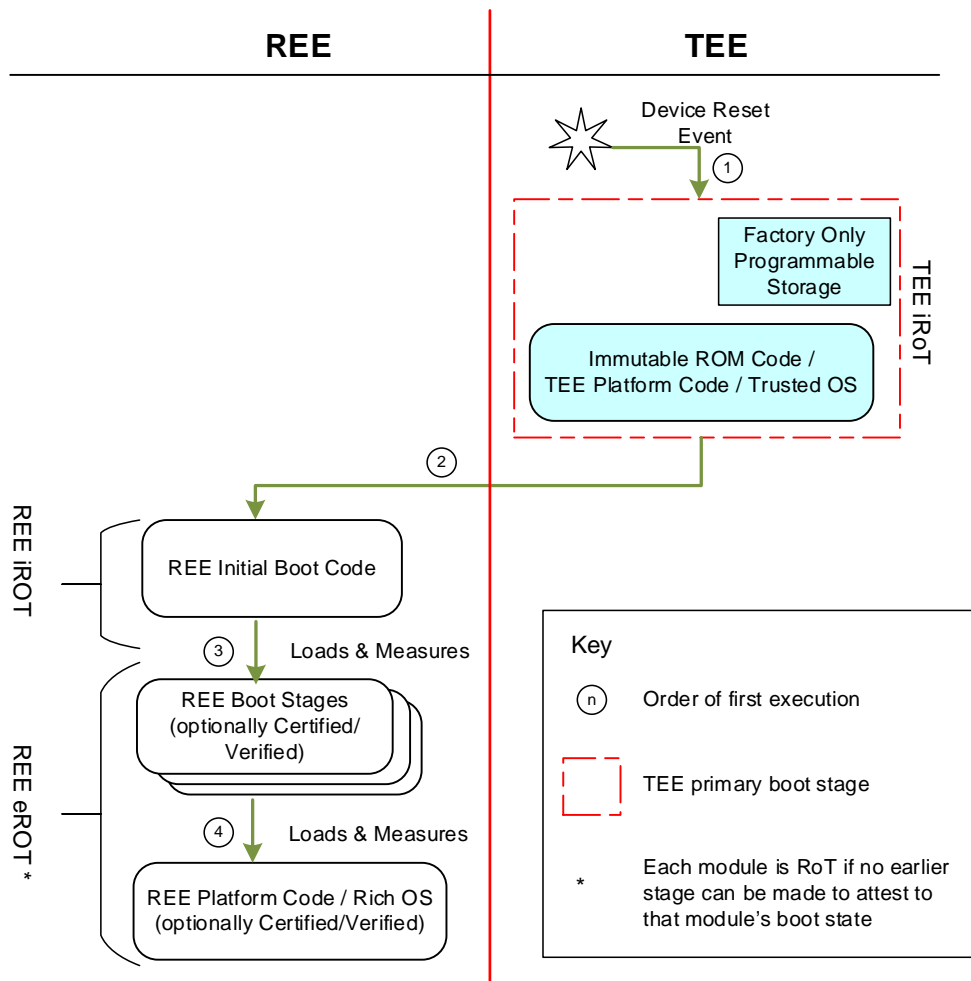 REE
TEE
Device Reset
Event
1
Factory Only
Programmable
Storage
TEE iRoT
Immutable ROM Code /
TEE Platform Code / Trusted OS
2
REE iROT
REE Initial Boot Code
3
Loads & Measures
REE Boot Stages
(optionally Certified/
Verified)
REE eROT *
4
Loads & Measures
REE Platform Code / Rich OS
(optionally Certified/Verified)
Key
n
Order of first execution
TEE primary boot stage
*
Each module is RoT if no earlier
stage can be made to attest to
that module's boot state